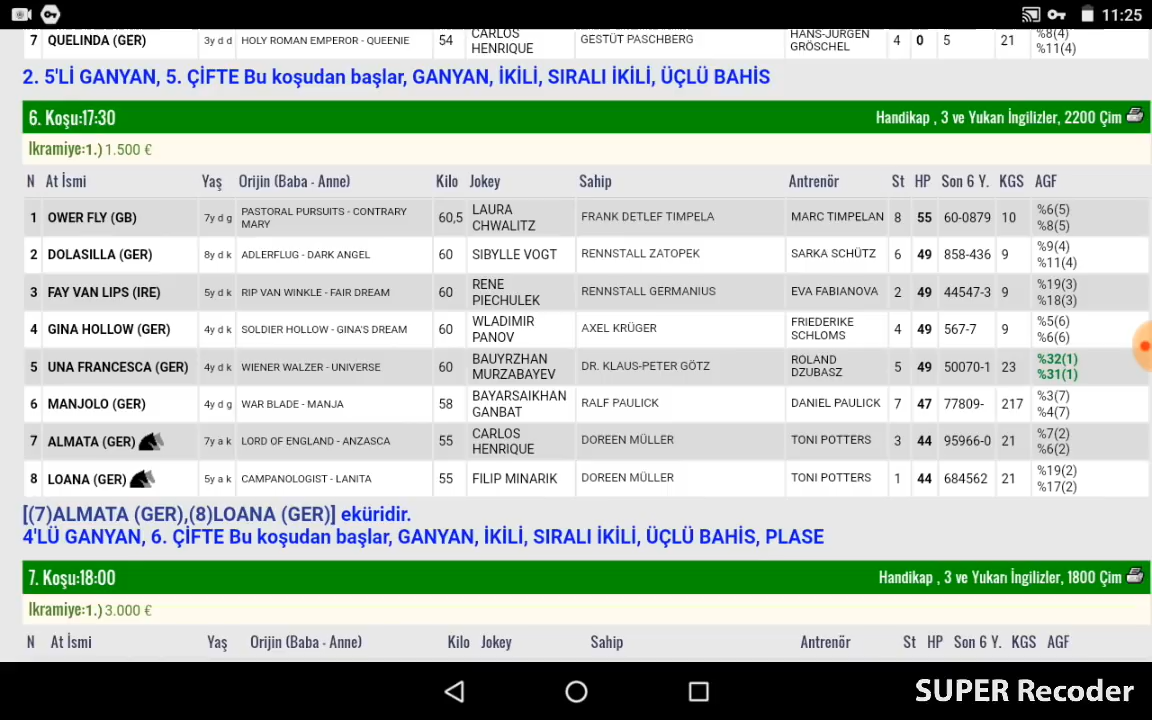 11:25
7 QUELINDA (GER) 3y d d HOLY ROMAN EMPEROR - QUEENIE 54 CARLOS HENRIQUE GESTÜT PASCHBERG HANS-JÜRGEN GRÖSCHEL 4 0 5 21 %8(4) %11(4)
2. 5'Lİ GANYAN, 5. ÇİFTE Bu koşudan başlar, GANYAN, İKİLİ, SIRALI İKİLİ, ÜÇLÜ BAHİS
6. Koşu:17:30 Handikap , 3 ve Yukarı İngilizler, 2200 Çim
Ikramiye:1.) 1.500 €
N At İsmi Yaş Orijin (Baba - Anne) Kilo Jokey Sahip Antrenör St HP Son 6 Y. KGS AGF
1 OWER FLY (GB) 7y d g PASTORAL PURSUITS - CONTRARY MARY 60,5 LAURA CHWALITZ FRANK DETLEF TIMPELA MARC TIMPELAN 8 55 60-0879 10 %6(5) %8(5)
2 DOLASILLA (GER) 8y d k ADLERFLUG - DARK ANGEL 60 SIBYLLE VOGT RENNSTALL ZATOPEK SARKA SCHÜTZ 6 49 858-436 9 %9(4) %11(4)
3 FAY VAN LIPS (IRE) 5y d k RIP VAN WINKLE - FAIR DREAM 60 RENE PIECHULEK RENNSTALL GERMANIUS EVA FABIANOVA 2 49 44547-3 9 %19(3) %18(3)
4 GINA HOLLOW (GER) 4y d k SOLDIER HOLLOW - GINA'S DREAM 60 WLADIMIR PANOV AXEL KRÜGER FRIEDERIKE SCHLOMS 4 49 567-7 9 %5(6) %6(6)
5 UNA FRANCESCA (GER) 4y d k WIENER WALZER - UNIVERSE 60 BAUYRZHAN MURZABAYEV DR. KLAUS-PETER GÖTZ ROLAND DZUBASZ 5 49 50070-1 23 %32(1) %31(1)
6 MANJOLO (GER) 4y d g WAR BLADE - MANJA 58 BAYARSAIKHAN GANBAT RALF PAULICK DANIEL PAULICK 7 47 77809- 217 %3(7) %4(7)
7 ALMATA (GER) 7y a k LORD OF ENGLAND - ANZASCA 55 CARLOS HENRIQUE DOREEN MÜLLER TONI POTTERS 3 44 95966-0 21 %7(2) %6(2)
8 LOANA (GER) 5y a k CAMPANOLOGIST - LANITA 55 FILIP MINARIK DOREEN MÜLLER TONI POTTERS 1 44 684562 21 %19(2) %17(2)
[(7)ALMATA (GER),(8)LOANA (GER)] eküridir.
4'LÜ GANYAN, 6. ÇİFTE Bu koşudan başlar, GANYAN, İKİLİ, SIRALI İKİLİ, ÜÇLÜ BAHİS, PLASE
7. Koşu:18:00 Handikap , 3 ve Yukarı İngilizler, 1800 Çim
Ikramiye:1.) 3.000 €
N At İsmi Yaş Orijin (Baba - Anne) Kilo Jokey Sahip Antrenör St HP Son 6 Y. KGS AGF
SUPER Recoder